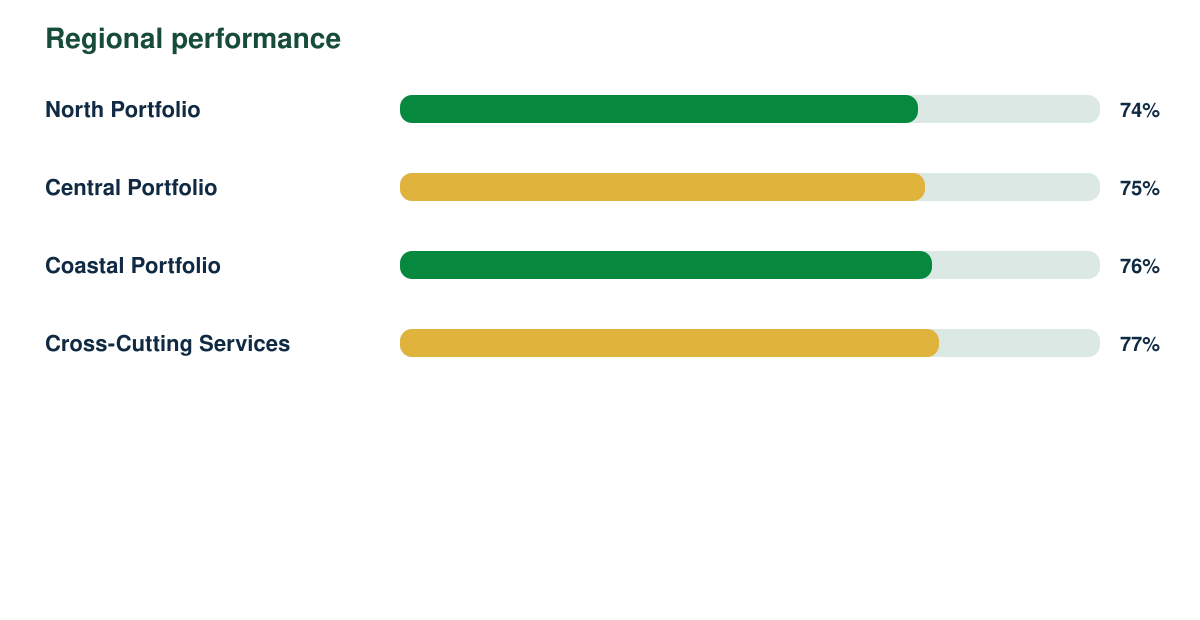 Regional performance
North Portfolio 74%
Central Portfolio 75%
Coastal Portfolio 76%
Cross-Cutting Services 77%